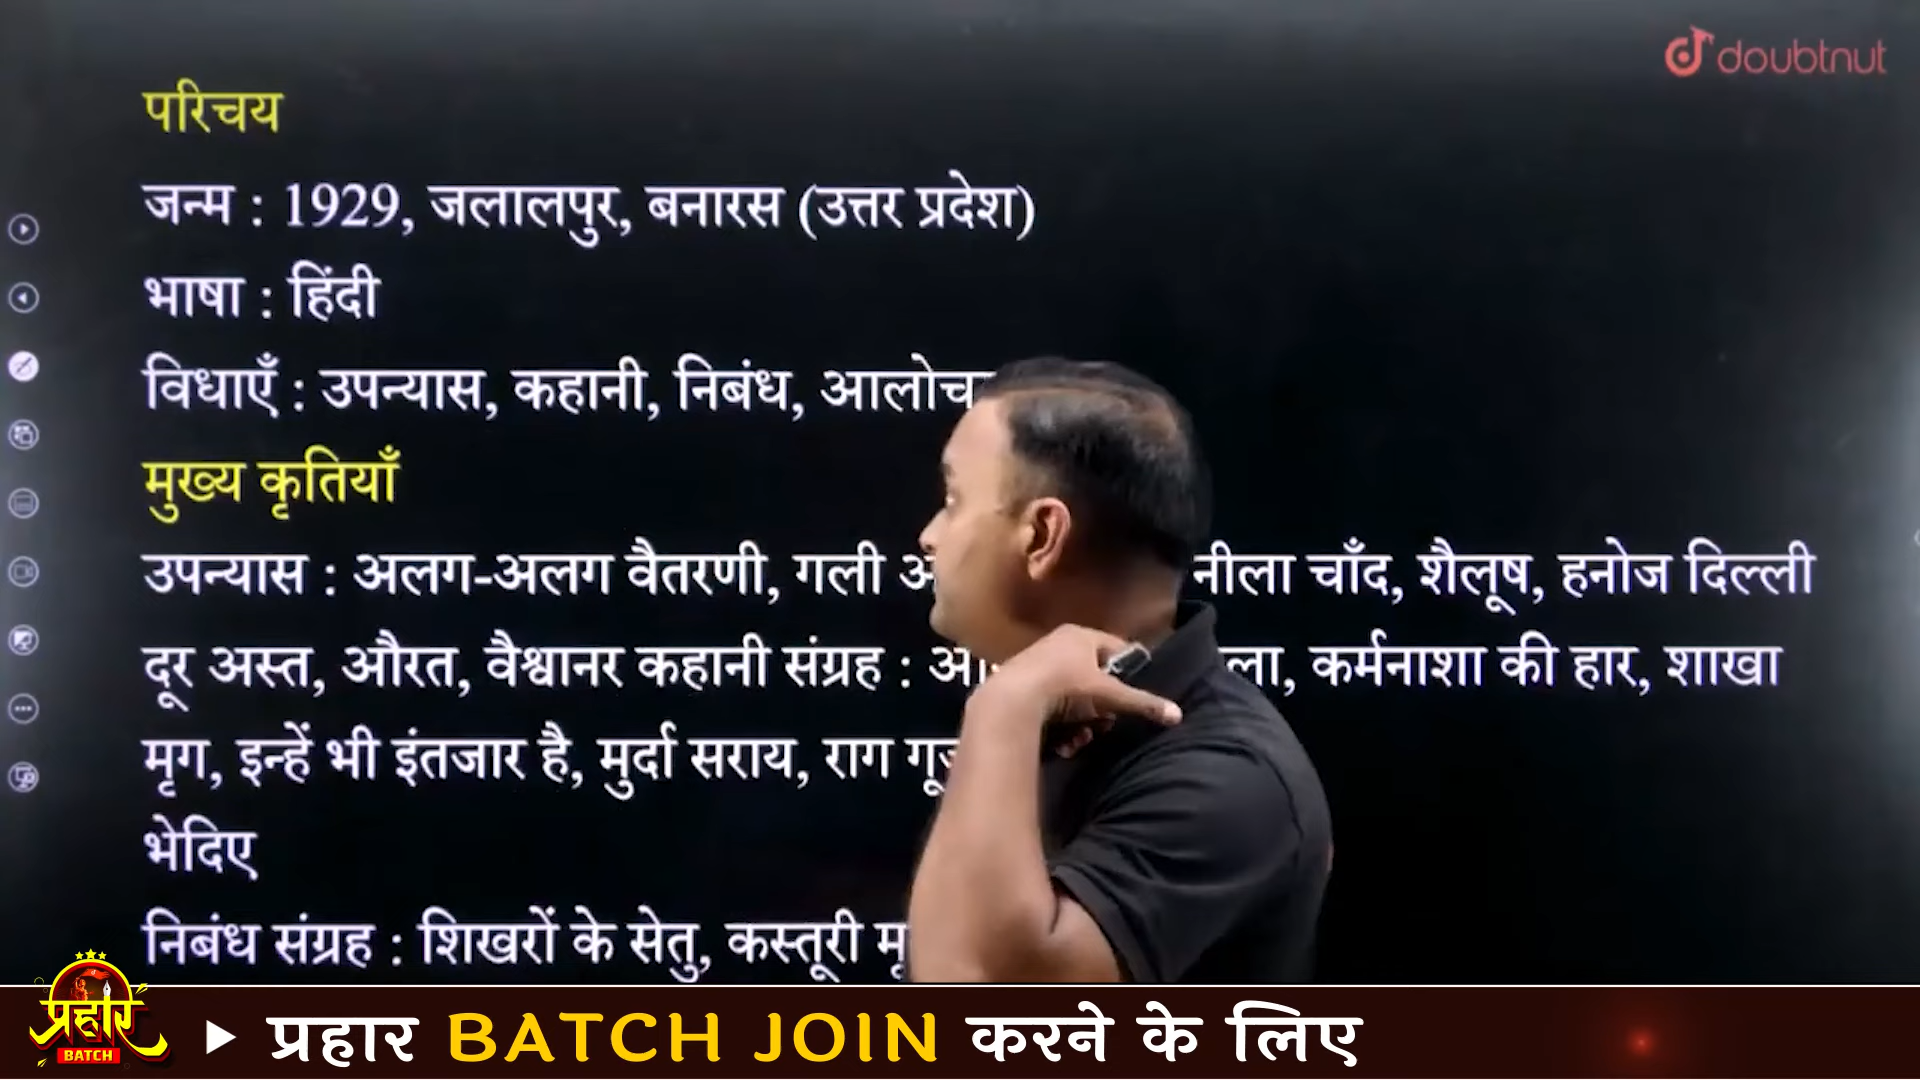 doubtnut
परिचय
जन्म : 1929, जलालपुर, बनारस (उत्तर प्रदेश)
भाषा : हिंदी
विधाएँ : उपन्यास, कहानी, निबंध,
मुख्य कृतियाँ
उपन्यास : अलग-अलग वैतरणी, गली नीला चाँद, शैलूष, हनोज दिल्ली
दूर अस्त, औरत, वैश्वानर कहानी संग्रह : कर्मनाशा की हार, शाखा
मृग, इन्हें भी इंतजार है, मुर्दा सराय, राग
भेदिए
निबंध संग्रह : शिखरों के सेतु, कस्तूरी
प्रहार
BATCH
प्रहार BATCH JOIN करने के लिए